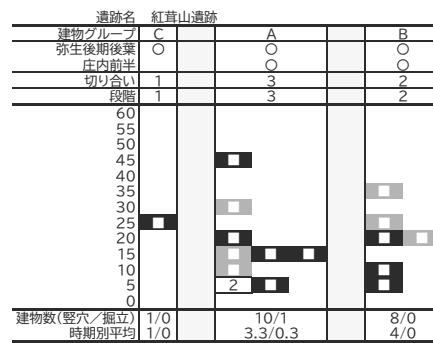 遺跡名 紅茸山遺跡
建物グループ C A B
弥生後期後葉 〇 〇 〇
庄内前半 〇 〇
切り合い 1 3 2
段階 1 3 2
60
55
50
45
40
35
30
25
20
15
10
5 2
0
建物数(竪穴/掘立) 1/0 10/1 8/0
時期別平均 1/0 3.3/0.3 4/0